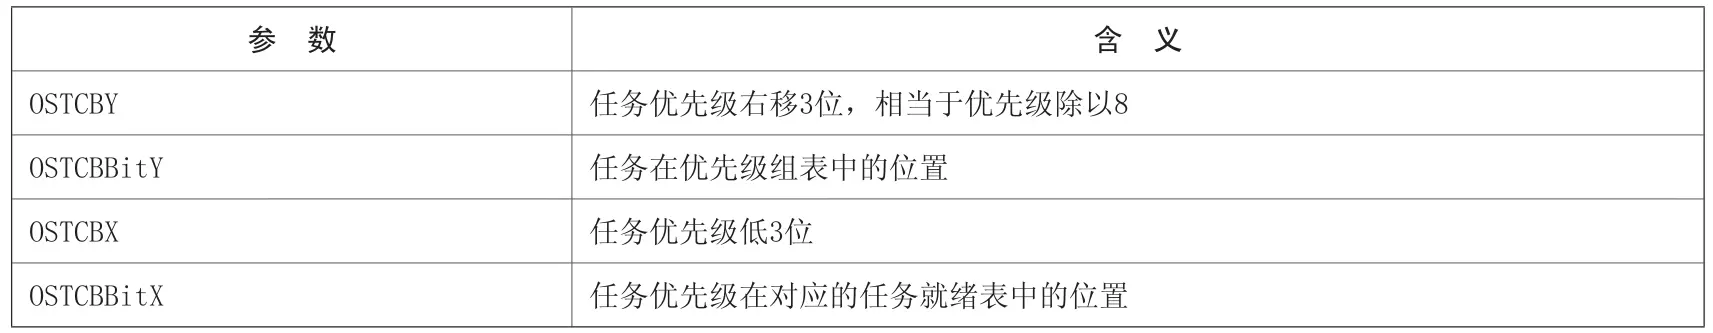 参 数 含 义
OSTCBY 任务优先级右移3位，相当于优先级除以8
OSTCBBitY 任务在优先级组表中的位置
OSTCBX 任务优先级低3位
OSTCBBitX 任务优先级在对应的任务就绪表中的位置